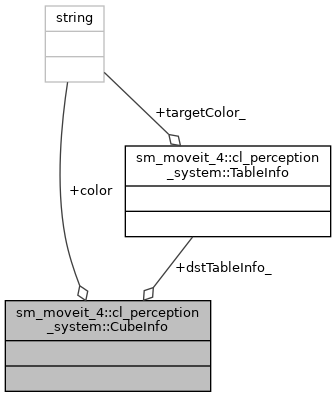 string
+targetColor_
sm_moveit_4::cl_perception
_system::TableInfo
+color
+dstTableInfo_
sm_moveit_4::cl_perception
_system::CubeInfo